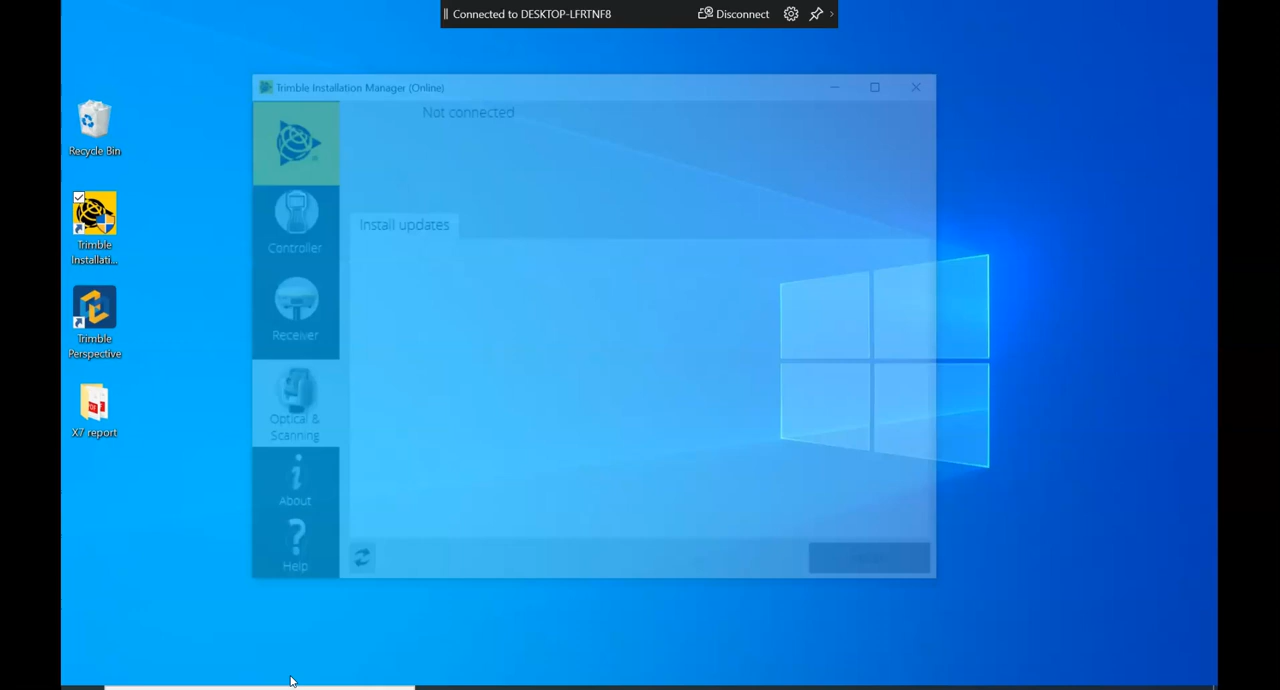 Connected to DESKTOP-LFRTNF8
Disconnect
Trimble Installation Manager (Online)
Not connected
Install updates
Recycle Bin
Trimble
Installati...
Trimble
Perspective
X7 report
Controller
Receiver
Optical &
Scanning
About
Help